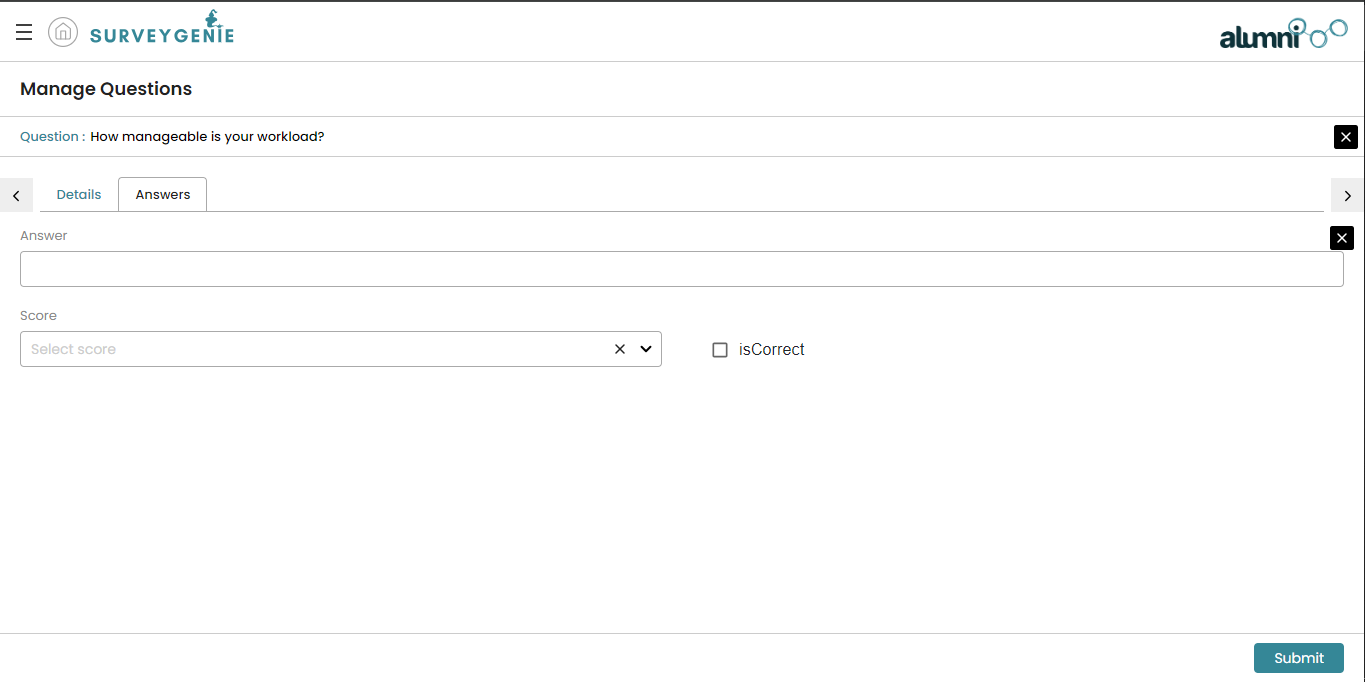 SURVEYGENIE
alumni
Manage Questions
Question : How manageable is your workload?
Details
Answers
Answer
Score
Select score
isCorrect
Submit